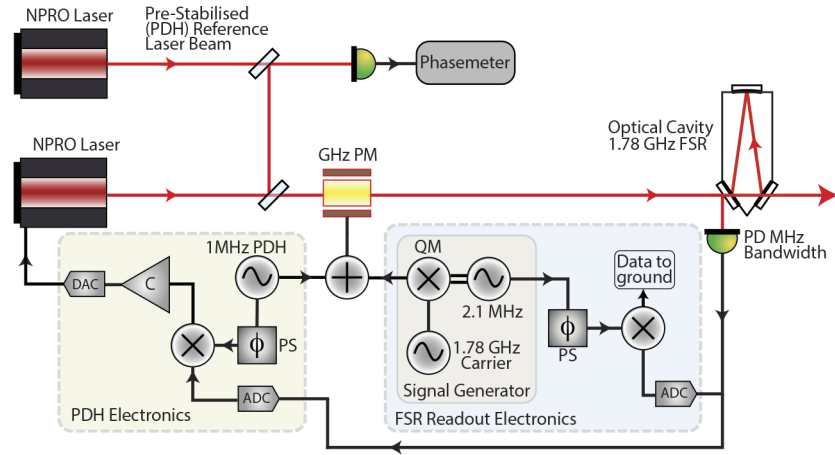 NPRO Laser
Pre-Stabilised
(PDH) Reference
Laser Beam
Phasemeter
NPRO Laser
GHz PM
Optical Cavity
1.78 GHz FSR
1MHz PDH
QM
Data to
ground
PD MHz
Bandwidth
DAC
C
2.1 MHz
ϕ
PS
ϕ
PS
1.78 GHz
Carrier
Signal Generator
ADC
ADC
PDH Electronics
FSR Readout Electronics